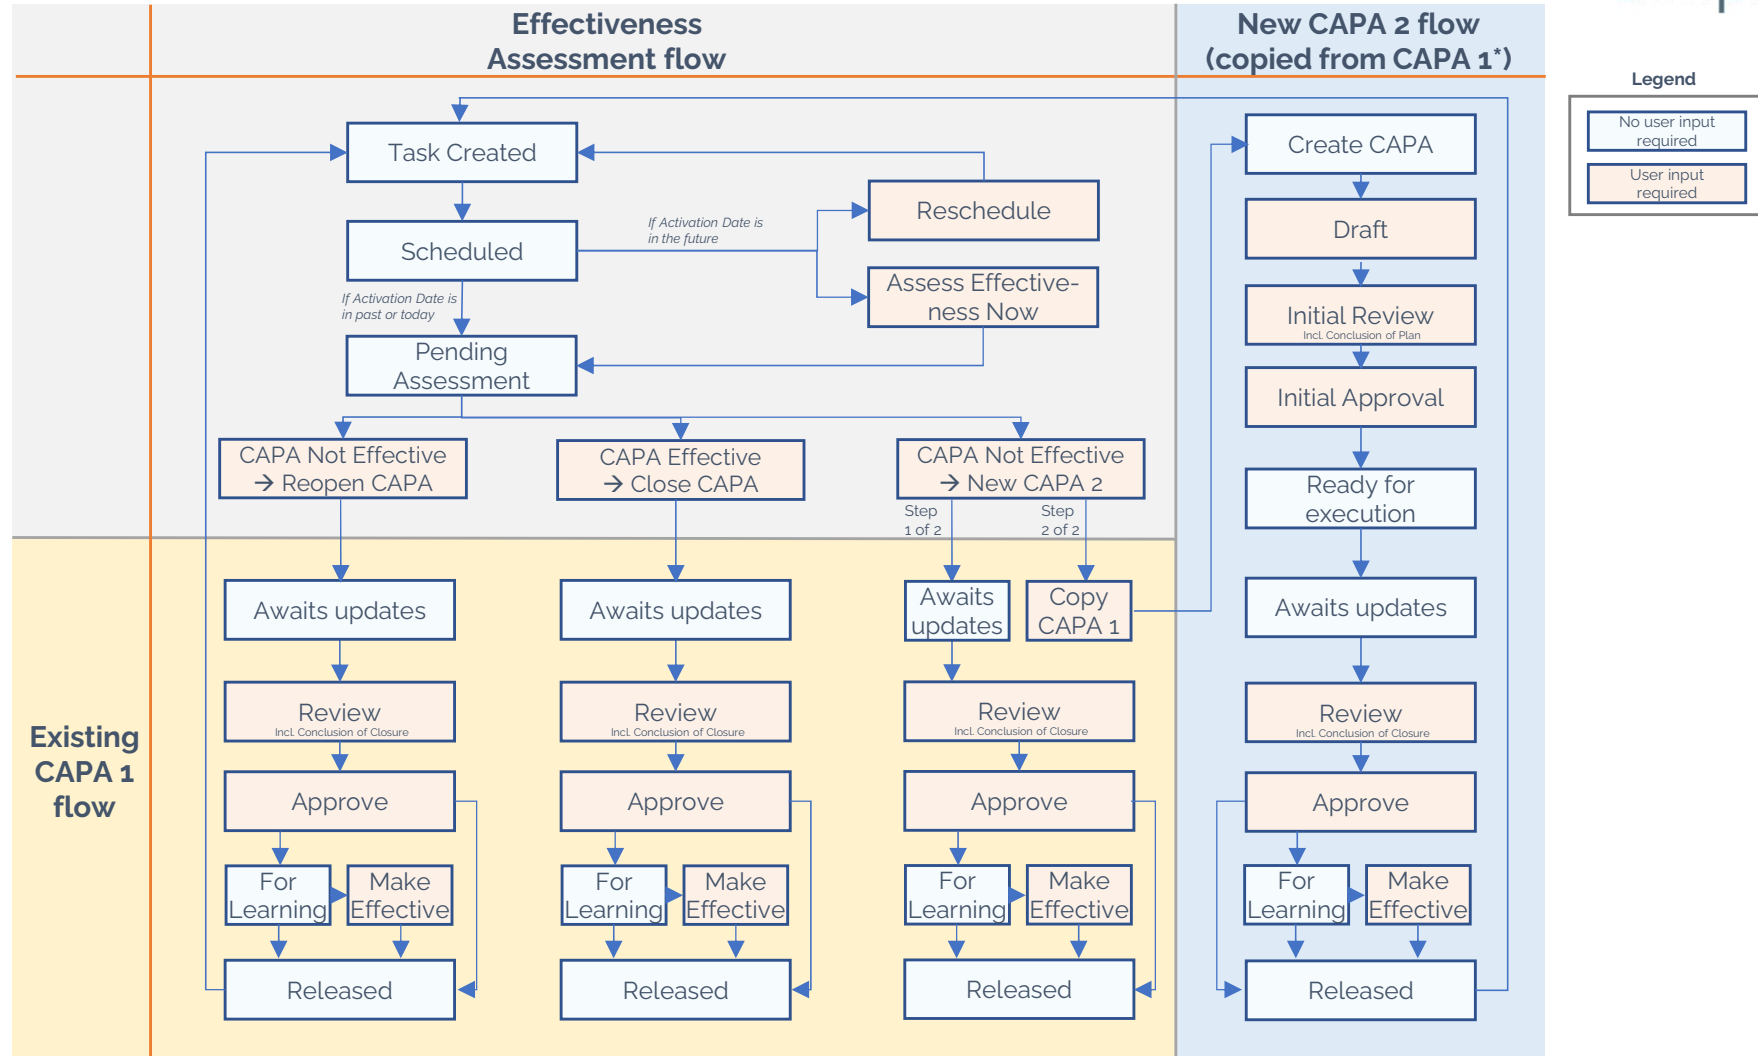 Effectiveness
Assessment flow
New CAPA 2 flow
(copied from CAPA 1*)
Legend
No user input
required
User input
required
Task Created
Scheduled
If Activation Date is
in the future
Reschedule
Assess Effective-
ness Now
If Activation Date is
in past or today
Pending
Assessment
CAPA Not Effective
→ Reopen CAPA
CAPA Effective
→ Close CAPA
CAPA Not Effective
→ New CAPA 2
Step
1 of 2
Step
2 of 2
Create CAPA
Draft
Initial Review
Incl. Conclusion of Plan
Initial Approval
Ready for
execution
Awaits updates
Review
Incl. Conclusion of Closure
Approve
For
Learning
Make
Effective
Released
Existing
CAPA 1
flow
Awaits updates
Review
Incl. Conclusion of Closure
Approve
For
Learning
Make
Effective
Released
Awaits updates
Review
Incl. Conclusion of Closure
Approve
For
Learning
Make
Effective
Released
Awaits
updates
Copy
CAPA 1
Review
Incl. Conclusion of Closure
Approve
For
Learning
Make
Effective
Released